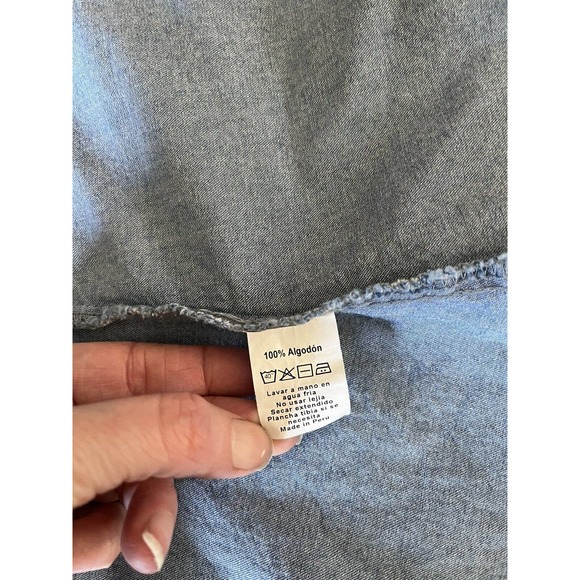 100% Algodón
40°
Lavar a mano en
agua fria
No usar lejia
Secar extendido
Plancha tibia si se
necesita
Made in Peru